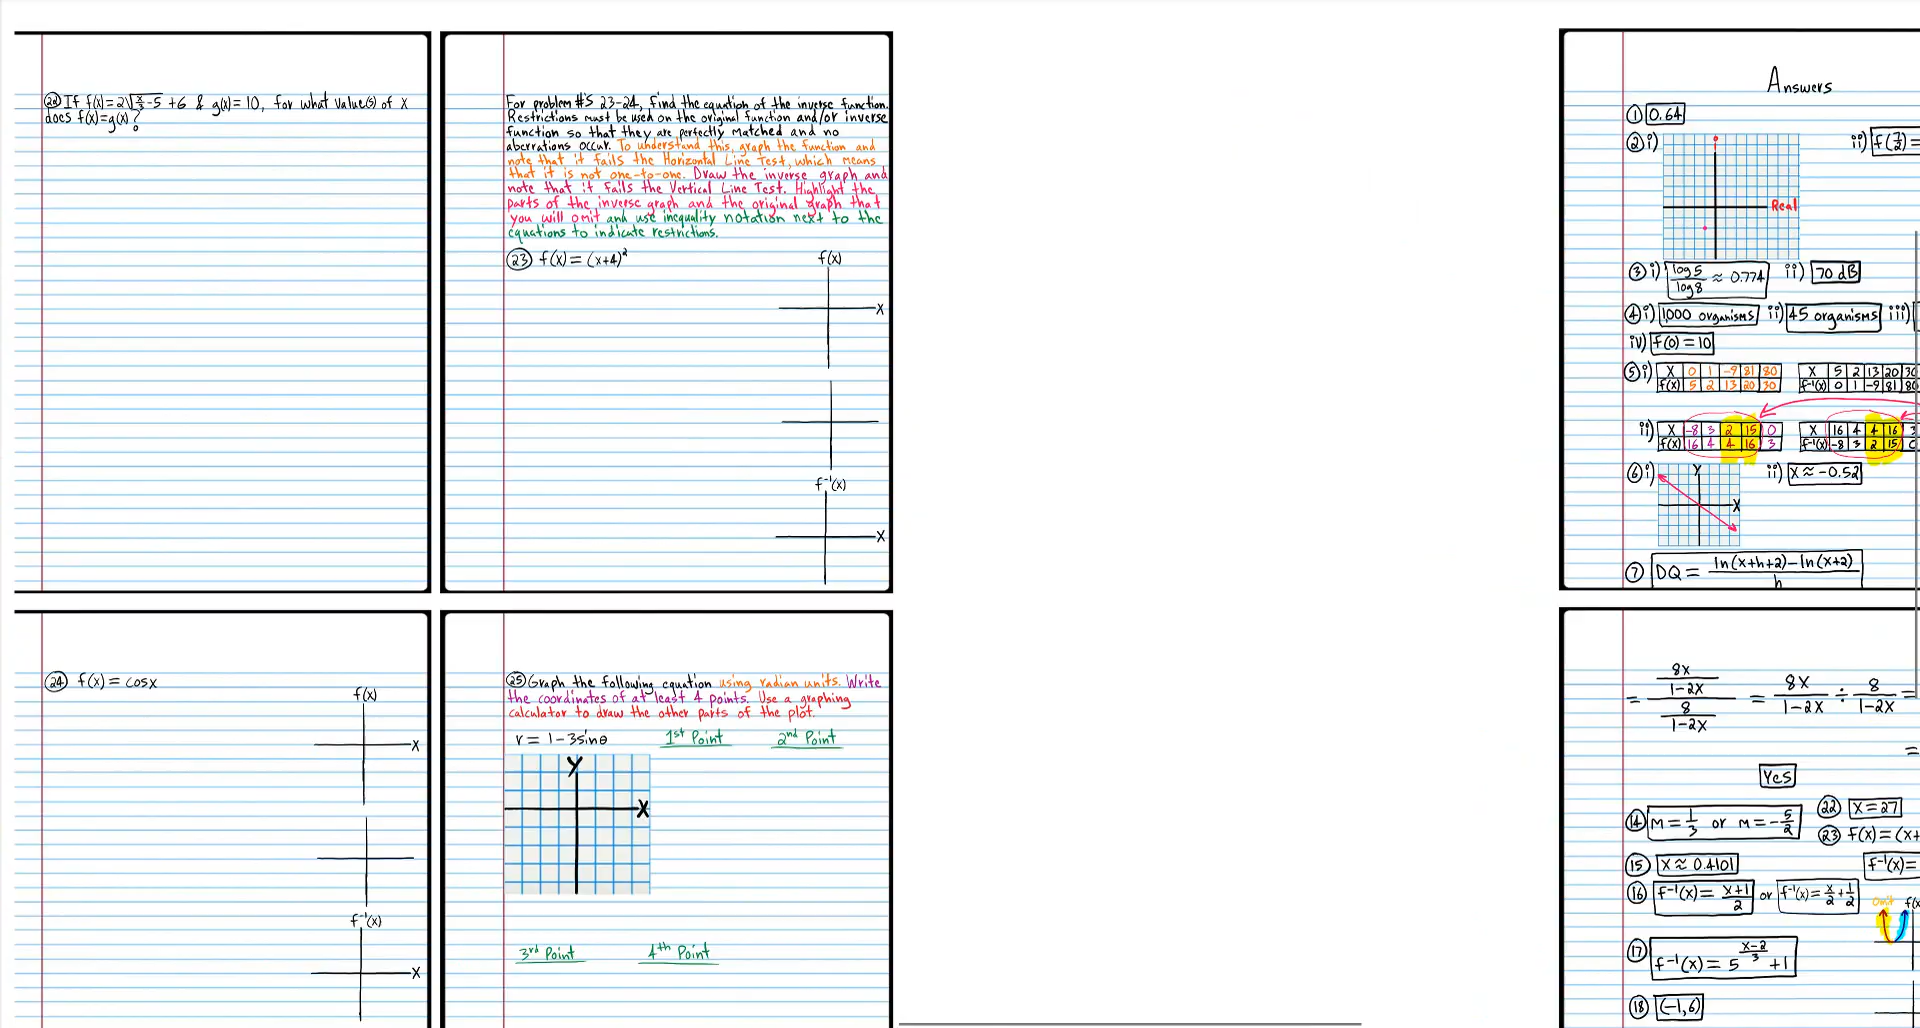 22 If f(x)=2√(x/3-5) +6 & g(x)=10, for what value(s) of x
does f(x)=g(x)?
For problem #'s 23-24, find the equation of the inverse function.
Restrictions must be used on the original function and/or inverse
function so that they are perfectly matched and no
aberrations occur. To understand this, graph the function and
note that it fails the Horizontal Line Test, which means
that it is not one-to-one. Draw the inverse graph and
note that it fails the Vertical Line Test. Highlight the
parts of the inverse graph and the original graph that
you will omit and use inequality notation next to the
equations to indicate restrictions.
23 f(x) = (x+4)²
f(x)
X
f⁻¹(x)
X
24 f(x) = cosx
f(x)
X
f⁻¹(x)
X
25 Graph the following equation using radian units. Write
the coordinates of at least 4 points. Use a graphing
calculator to draw the other parts of the plot.
r = 1-3sinθ
1st Point 2nd Point
Y
X
3rd Point 4th Point
Answers
1 0.64
2 i) ii) f(7/2)=
i
Real
3 i) log5/log8 ≈ 0.774 ii) 70 dB
4 i) 1,000 organisms ii) 45 organisms iii)
iv) f(0) = 10
5 i) X 0 1 -9 81 80 X 5 2 13 20 30
f(x) 5 2 13 20 30 f⁻¹(x) 0 1 -9 81 80
ii) X -8 3 2 15 0 X 16 4 4 16 3
f(x) 16 4 4 16 3 f⁻¹(x) -8 3 2 15 0
6 i) Y X ii) X ≈ -0.52
7 DQ = (ln(x+h+2)-ln(x+2))/h
= (8x/(1-2x))/(8/(1-2x)) = 8x/(1-2x) ÷ 8/(1-2x) =
=
Yes
14 M = 1/3 or M = -5/2 22 X=27
23 f(x) = (x+
15 X ≈ 0.4101 f⁻¹(x)=
16 f⁻¹(x) = (x+1)/2 or f⁻¹(x) = x/2 + 1/2
Omit
17 f⁻¹(x) = 5^((x-2)/3) +1
18 (-1,6)